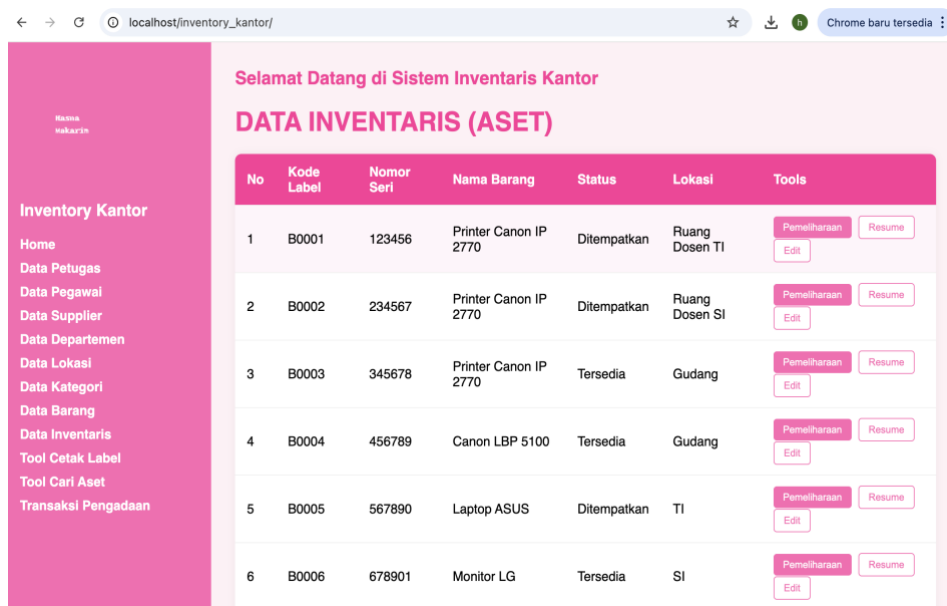 localhost/inventory_kantor/
h
Chrome baru tersedia
Hasna
Makarim
Inventory Kantor
Home
Data Petugas
Data Pegawai
Data Supplier
Data Departemen
Data Lokasi
Data Kategori
Data Barang
Data Inventaris
Tool Cetak Label
Tool Cari Aset
Transaksi Pengadaan
Selamat Datang di Sistem Inventaris Kantor
DATA INVENTARIS (ASET)
No Kode Label Nomor Seri Nama Barang Status Lokasi Tools
1 B0001 123456 Printer Canon IP 2770 Ditempatkan Ruang Dosen TI Pemeliharaan Resume Edit
2 B0002 234567 Printer Canon IP 2770 Ditempatkan Ruang Dosen SI Pemeliharaan Resume Edit
3 B0003 345678 Printer Canon IP 2770 Tersedia Gudang Pemeliharaan Resume Edit
4 B0004 456789 Canon LBP 5100 Tersedia Gudang Pemeliharaan Resume Edit
5 B0005 567890 Laptop ASUS Ditempatkan TI Pemeliharaan Resume Edit
6 B0006 678901 Monitor LG Tersedia SI Pemeliharaan Resume Edit